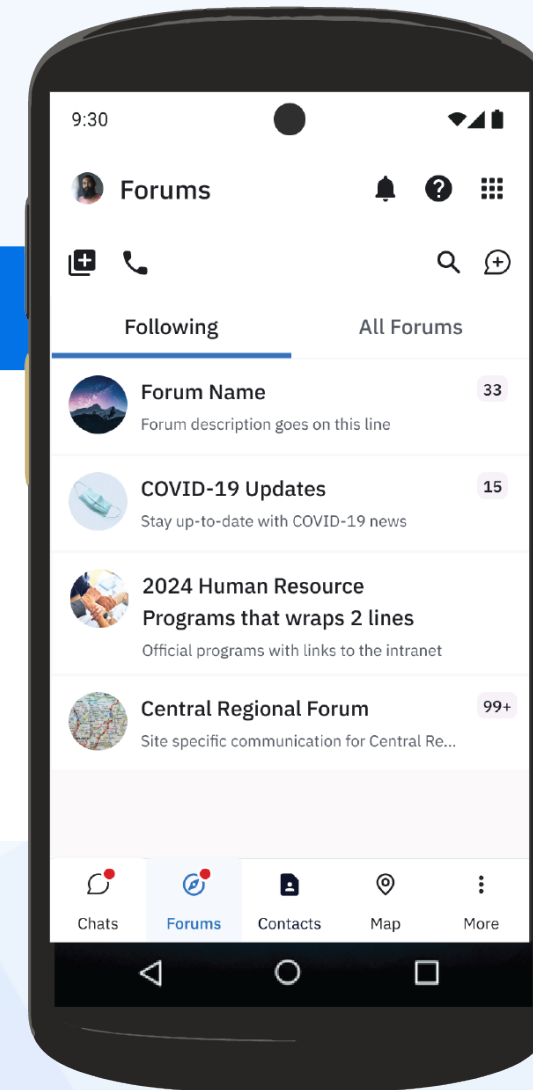 9:30
Forums
Following
All Forums
Forum Name
33
Forum description goes on this line
COVID-19 Updates
15
Stay up-to-date with COVID-19 news
2024 Human Resource
Programs that wraps 2 lines
Official programs with links to the intranet
Central Regional Forum
99+
Site specific communication for Central Re...
Chats
Forums
Contacts
Map
More